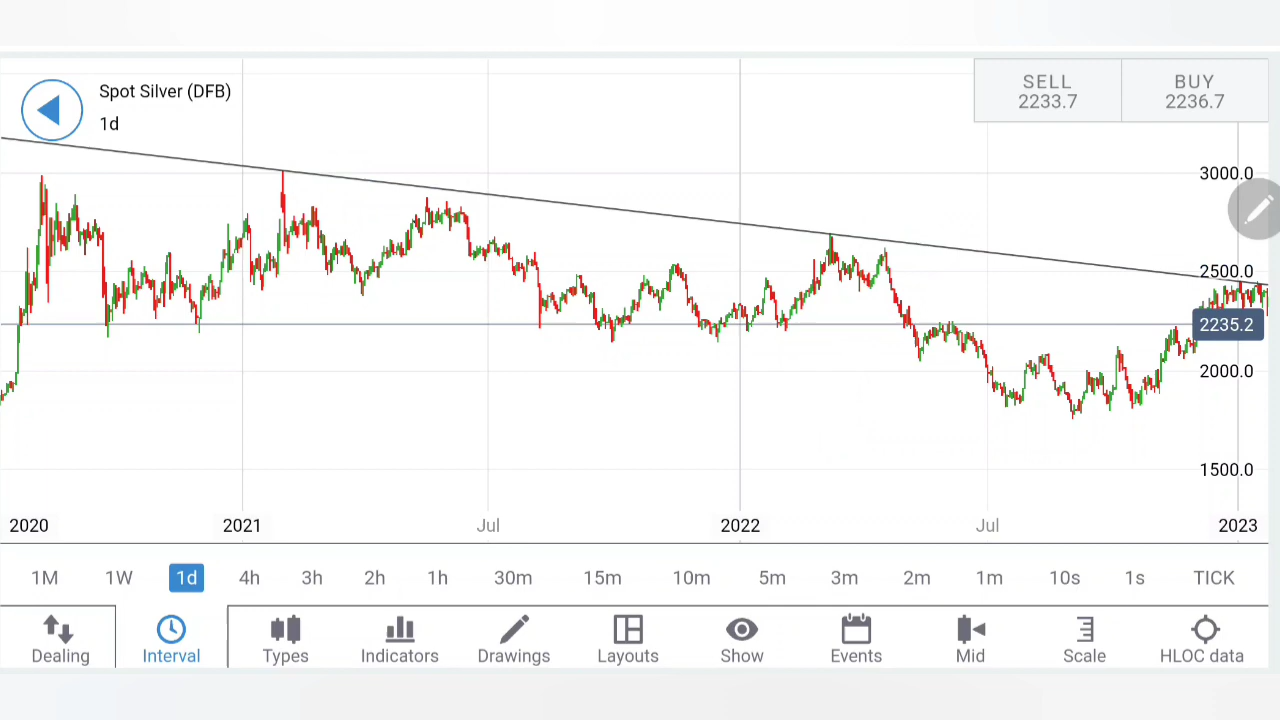 Spot Silver (DFB)
1d
SELL BUY
2233.7 2236.7
3000.0
2500.0
2235.2
2000.0
1500.0
2020 2021 Jul 2022 Jul 2023
1M 1W 1d 4h 3h 2h 1h 30m 15m 10m 5m 3m 2m 1m 10s 1s TICK
Dealing Interval Types Indicators Drawings Layouts Show Events Mid Scale HLOC data